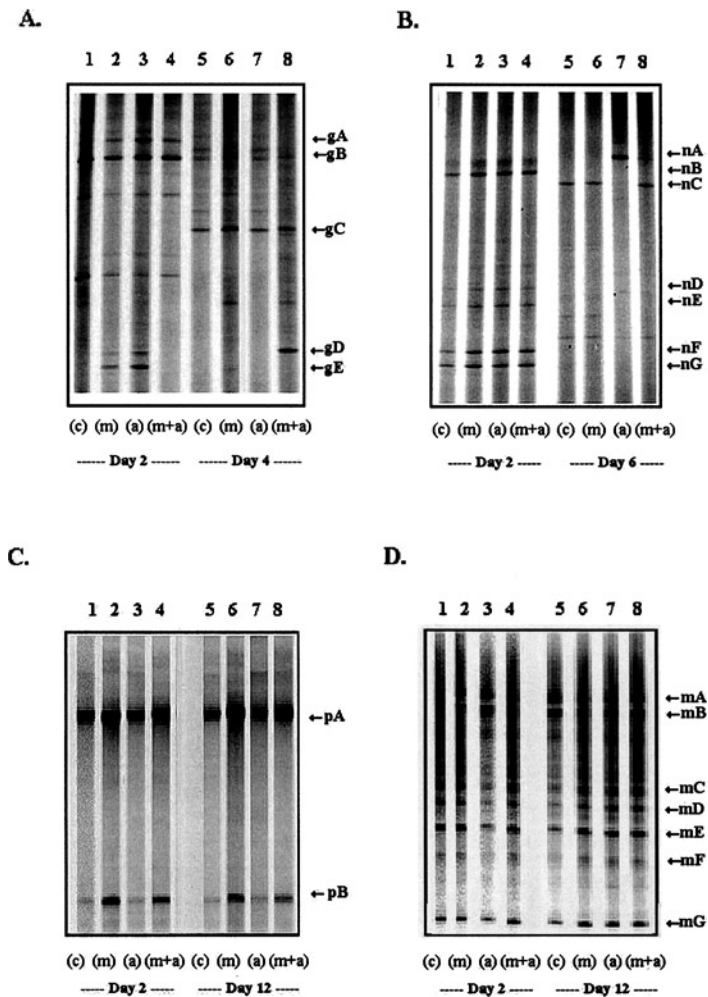 A.
1 2 3 4 5 6 7 8
←gA
←gB
←gC
←gD
←gE
(c) (m) (a) (m+a) (c) (m) (a) (m+a)
------ Day 2 ------ ------ Day 4 ------
B.
1 2 3 4 5 6 7 8
←nA
←nB
←nC
←nD
←nE
←nF
←nG
(c) (m) (a) (m+a) (c) (m) (a) (m+a)
----- Day 2 ----- ----- Day 6 -----
C.
1 2 3 4 5 6 7 8
←pA
←pB
(c) (m) (a) (m+a) (c) (m) (a) (m+a)
----- Day 2 ----- ----- Day 12 -----
D.
1 2 3 4 5 6 7 8
←mA
←mB
←mC
←mD
←mE
←mF
←mG
(c) (m) (a) (m+a) (c) (m) (a) (m+a)
----- Day 2 ----- ----- Day 12 -----